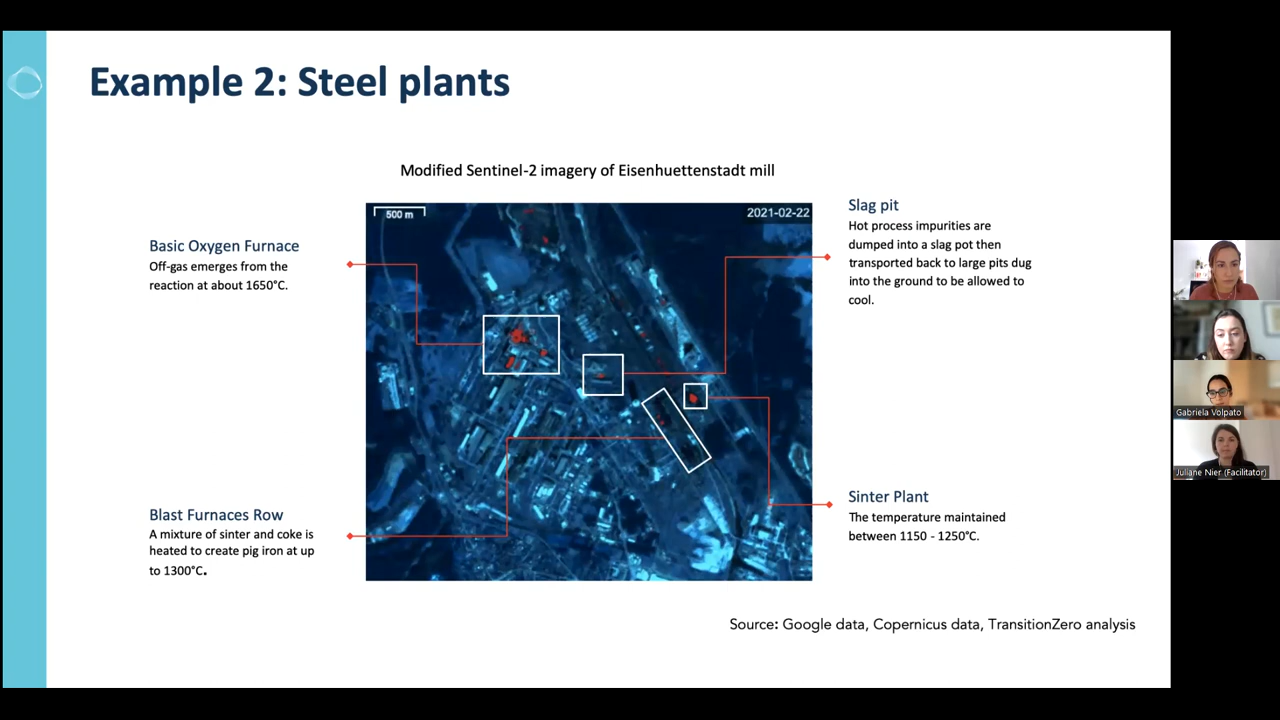 Example 2: Steel plants
Modified Sentinel-2 imagery of Eisenhuettenstadt mill
500 m
2021-02-22
Basic Oxygen Furnace
Off-gas emerges from the
reaction at about 1650°C.
Slag pit
Hot process impurities are
dumped into a slag pot then
transported back to large pits dug
into the ground to be allowed to
cool.
Blast Furnaces Row
A mixture of sinter and coke is
heated to create pig iron at up
to 1300°C.
Sinter Plant
The temperature maintained
between 1150 - 1250°C.
Source: Google data, Copernicus data, TransitionZero analysis
Gabriela Volpato
Juliane Nier (Facilitator)